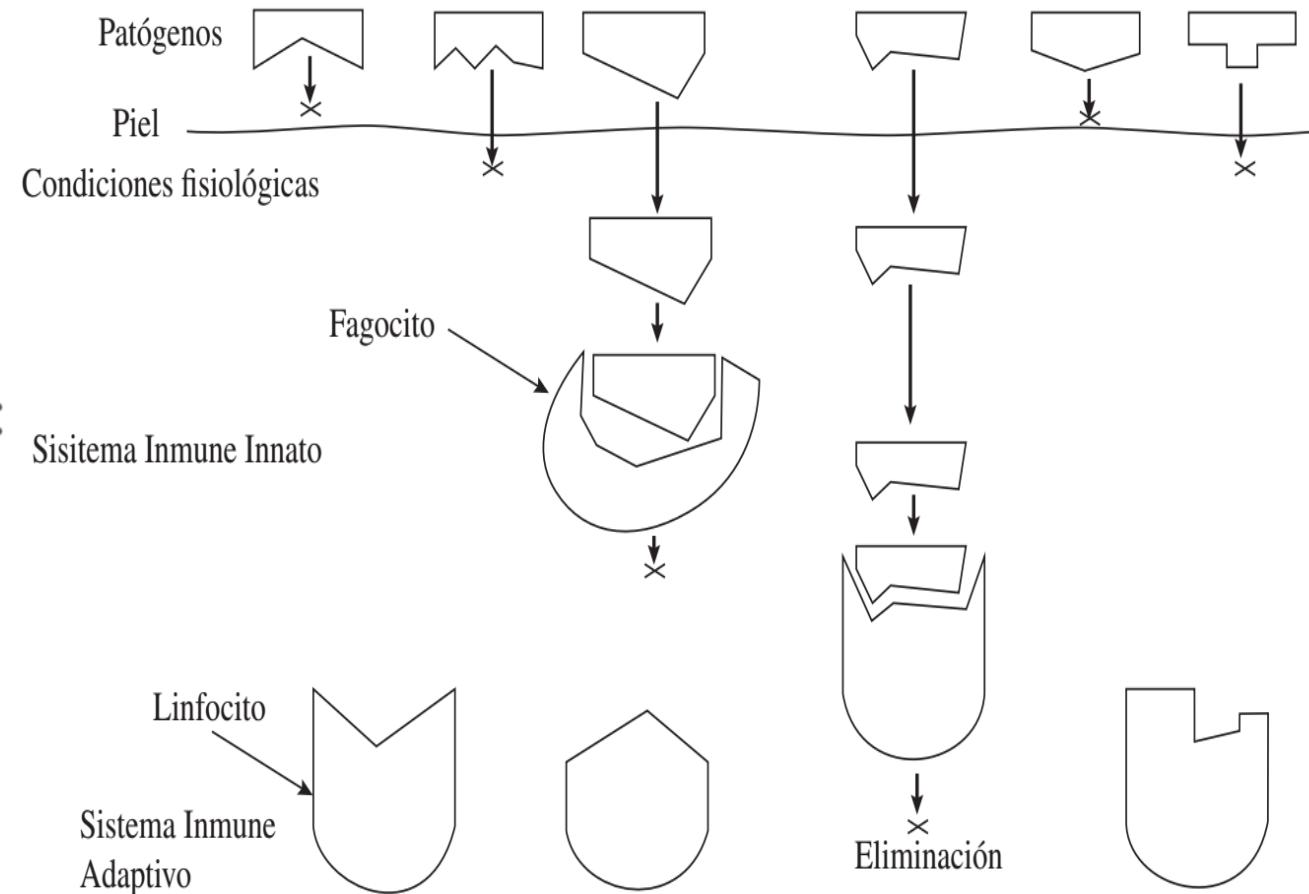 Patógenos
Piel
Condiciones fisiológicas
Fagocito
Sisitema Inmune Innato
Linfocito
Sistema Inmune
Adaptivo
Eliminación